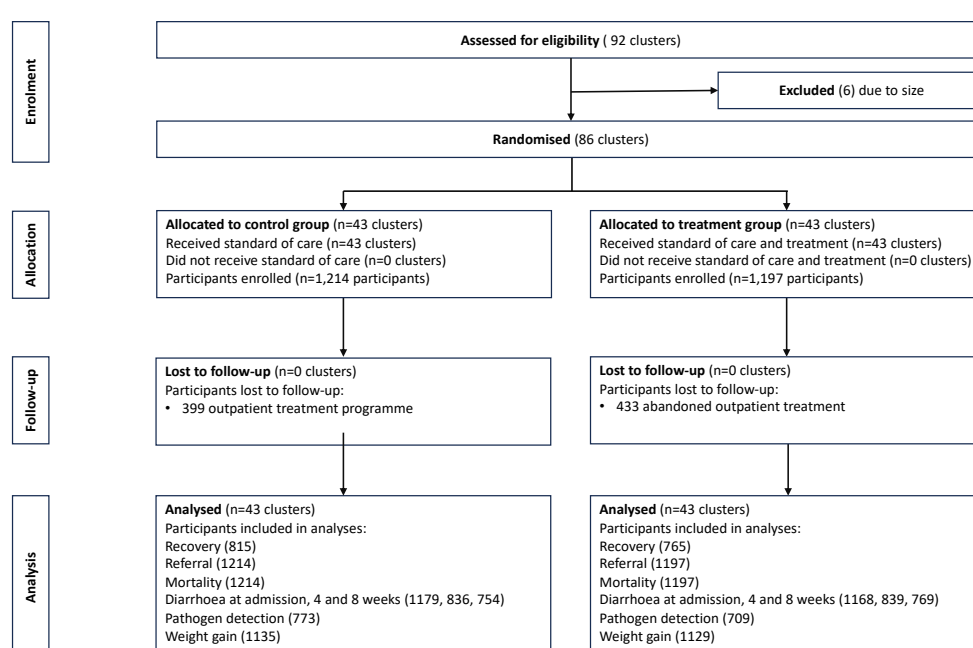 Enrolment
Assessed for eligibility ( 92 clusters)
Excluded (6) due to size
Randomised (86 clusters)
Allocation
Allocated to control group (n=43 clusters)
Received standard of care (n=43 clusters)
Did not receive standard of care (n=0 clusters)
Participants enrolled (n=1,214 participants)
Allocated to treatment group (n=43 clusters)
Received standard of care and treatment (n=43 clusters)
Did not receive standard of care and treatment (n=0 clusters)
Participants enrolled (n=1,197 participants)
Follow-up
Lost to follow-up (n=0 clusters)
Participants lost to follow-up:
• 399 outpatient treatment programme
Lost to follow-up (n=0 clusters)
Participants lost to follow-up:
• 433 abandoned outpatient treatment
Analysis
Analysed (n=43 clusters)
Participants included in analyses:
Recovery (815)
Referral (1214)
Mortality (1214)
Diarrhoea at admission, 4 and 8 weeks (1179, 836, 754)
Pathogen detection (773)
Weight gain (1135)
Analysed (n=43 clusters)
Participants included in analyses:
Recovery (765)
Referral (1197)
Mortality (1197)
Diarrhoea at admission, 4 and 8 weeks (1168, 839, 769)
Pathogen detection (709)
Weight gain (1129)